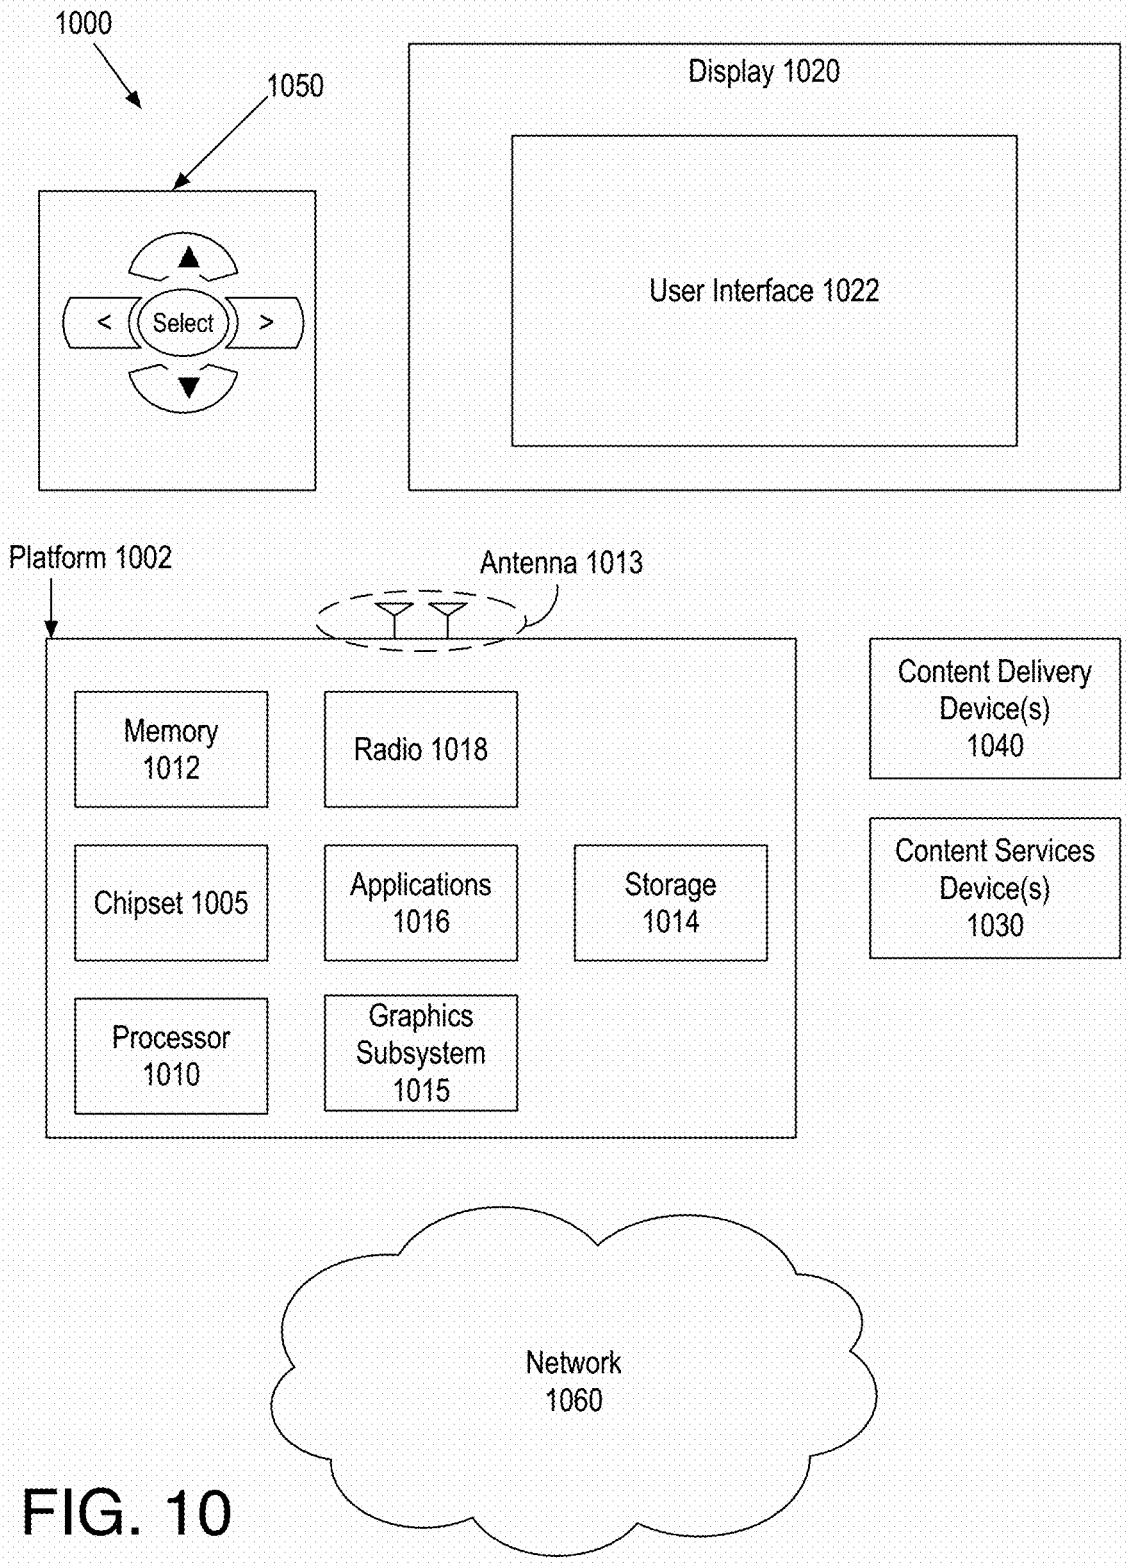 1000
1050
Display 1020
User Interface 1022
<
Select
>
Platform 1002
Antenna 1013
Memory
1012
Radio 1018
Content Delivery
Device(s)
1040
Chipset 1005
Applications
1016
Storage
1014
Content Services
Device(s)
1030
Processor
1010
Graphics
Subsystem
1015
Network
1060
FIG. 10